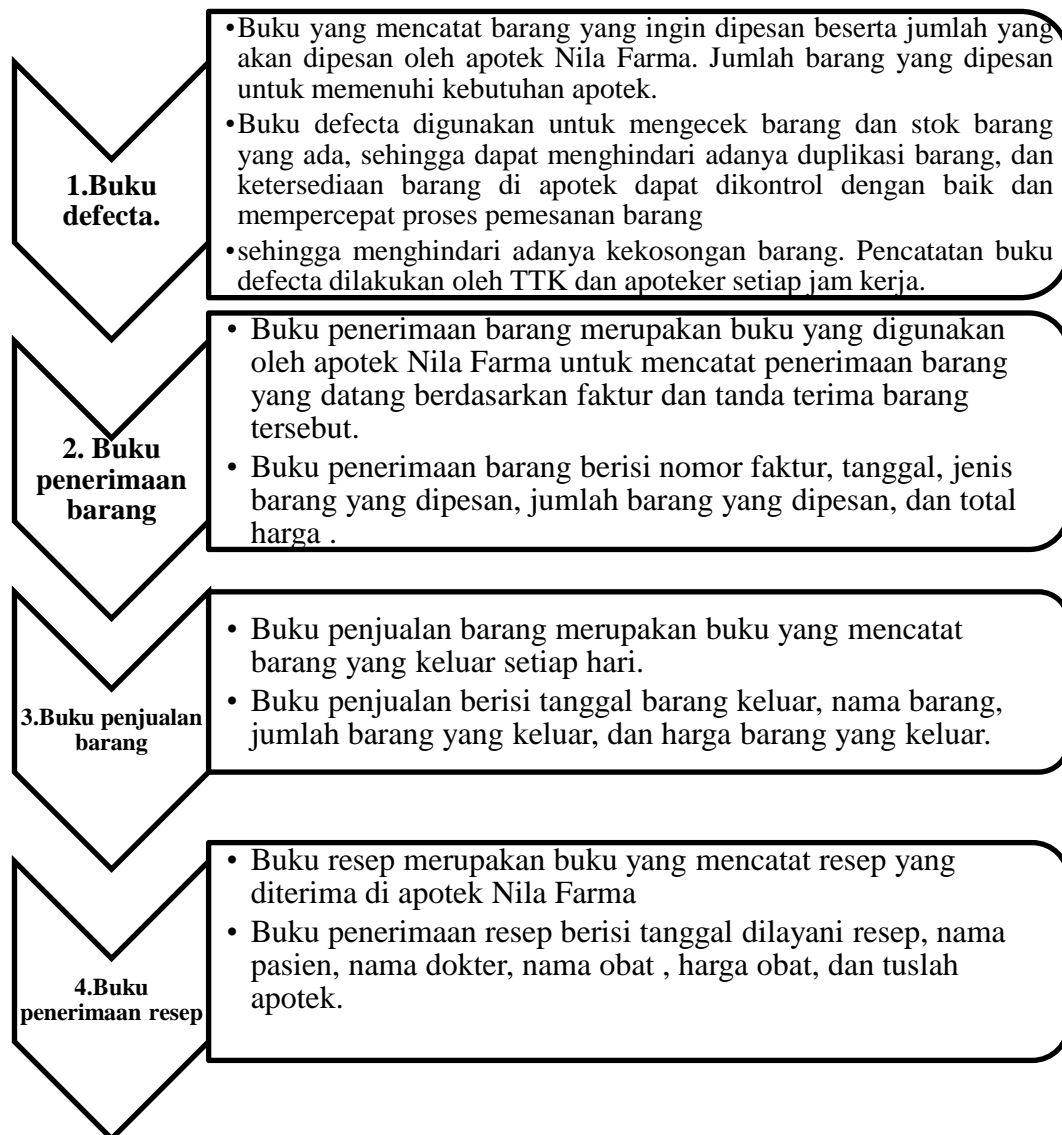 •Buku yang mencatat barang yang ingin dipesan beserta jumlah yang
akan dipesan oleh apotek Nila Farma. Jumlah barang yang dipesan
untuk memenuhi kebutuhan apotek.
•Buku defecta digunakan untuk mengecek barang dan stok barang
yang ada, sehingga dapat menghindari adanya duplikasi barang, dan
ketersediaan barang di apotek dapat dikontrol dengan baik dan
mempercepat proses pemesanan barang
•sehingga menghindari adanya kekosongan barang. Pencatatan buku
defecta dilakukan oleh TTK dan apoteker setiap jam kerja.
1.Buku
defecta.
• Buku penerimaan barang merupakan buku yang digunakan
oleh apotek Nila Farma untuk mencatat penerimaan barang
yang datang berdasarkan faktur dan tanda terima barang
tersebut.
• Buku penerimaan barang berisi nomor faktur, tanggal, jenis
barang yang dipesan, jumlah barang yang dipesan, dan total
harga .
2. Buku
penerimaan
barang
• Buku penjualan barang merupakan buku yang mencatat
barang yang keluar setiap hari.
• Buku penjualan berisi tanggal barang keluar, nama barang,
jumlah barang yang keluar, dan harga barang yang keluar.
3.Buku penjualan
barang
• Buku resep merupakan buku yang mencatat resep yang
diterima di apotek Nila Farma
• Buku penerimaan resep berisi tanggal dilayani resep, nama
pasien, nama dokter, nama obat , harga obat, dan tuslah
apotek.
4.Buku
penerimaan resep